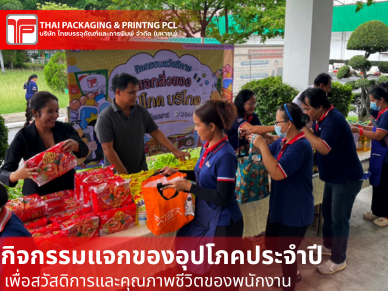 THAI PACKAGING & PRINTNG PCL
บริษัท ไทยบรรจุภัณฑ์และการพิมพ์ จำกัด (มหาชน)
กิจกรรมแจกของอุปโภคประจำปี
เพื่อสวัสดิการและคุณภาพชีวิตของพนักงาน